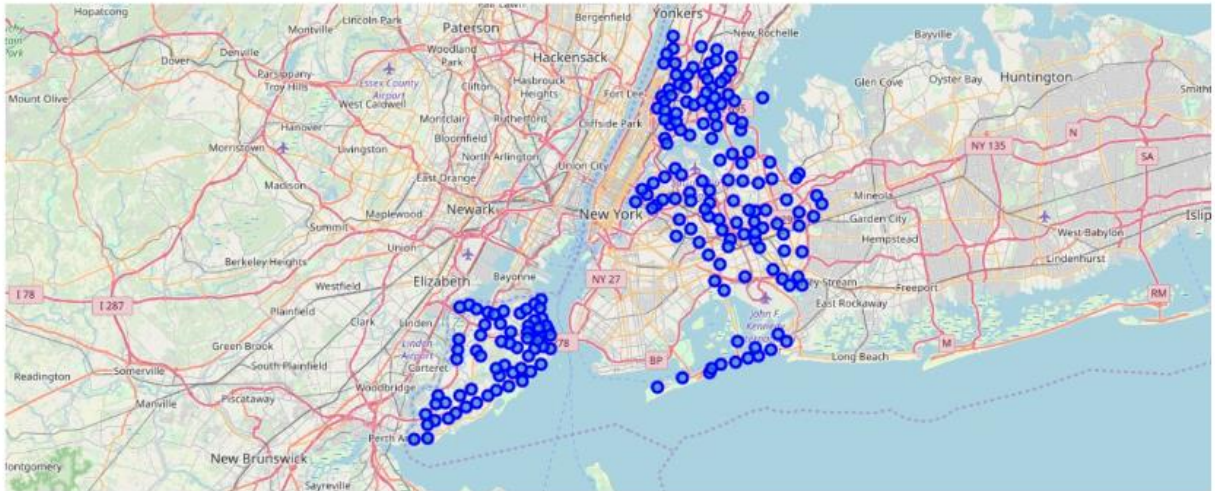 Hopatcong
Montville
Lincoln Park
Paterson
Bergenfield
Yonkers
New Rochelle
Bayville
Denville
Dover
Parsippany-
Troy Hills
Essex County
Airport
Woodland
Park
Hackensack
Hasbrouck
Heights
Fort Lee
Glen Cove
Oyster Bay
Huntington
Mount Olive
West Caldwell
Clifton
Hanover
Montclair
Rutherford
Cliffside Park
Bloomfield
N
NY 135
SA
Morristown
Livingston
North Arlington
Union City
Madison
East Orange
Mineola
Maplewood
Newark
New York
Garden City
Summit
Hempstead
West Babylon
Union
Lindenhurst
Berkeley Heights
Elizabeth
Bayonne
NY 27
Freeport
I 78
I 287
Westfield
East Rockaway
RM
Plainfield
Linden
John F.
Clark
Linden
Airport
278
Green Brook
BP
Long Beach
M
Somerville
South Plainfield
Carteret
Readington
Woodbridge
Manville
Piscataway
New Brunswick
Sayreville